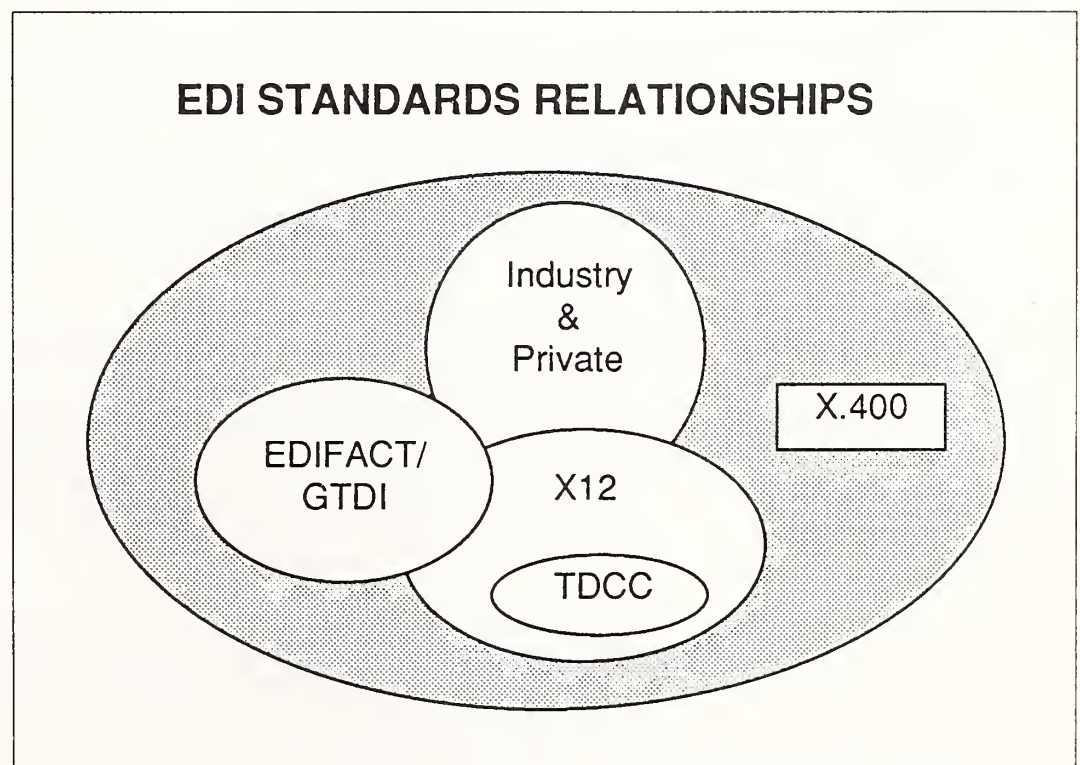 EDI STANDARDS RELATIONSHIPS
Industry
&
Private
X.400
EDIFACT/
GTDI
X12
TDCC